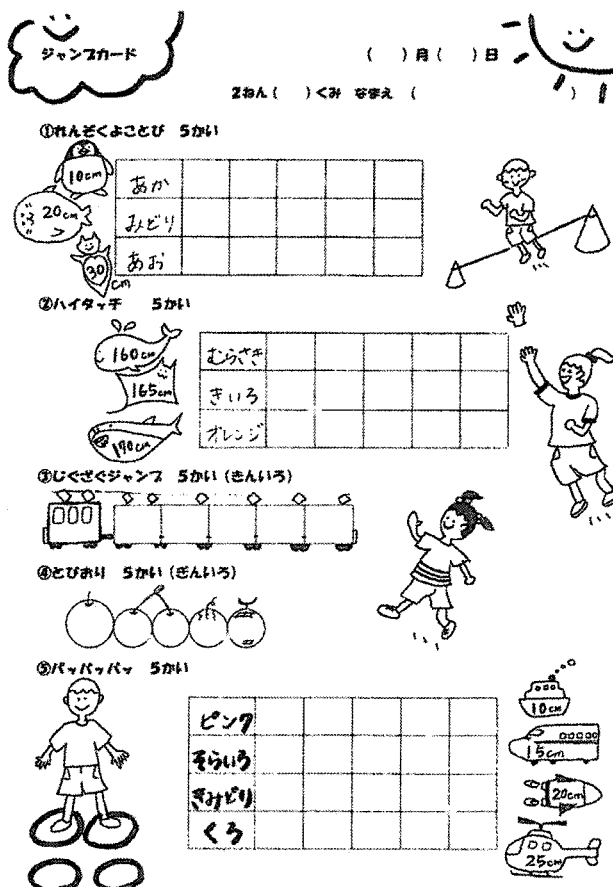 ジャンプカード
( )月( )日
2ねん( )くみ なまえ ( )
①れんぞくよことび 5かい
10cm
あか
20cm
みどり
30cm
あお
②ハイタッチ 5かい
160cm
むらさき
165cm
きいろ
170cm
オレンジ
③じぐざぐジャンプ 5かい(きんいろ)
④とびおり 5かい(ぎんいろ)
⑤パッパッパッ 5かい
ピンク
10cm
そらいろ
15cm
きみどり
20cm
くろ
25cm